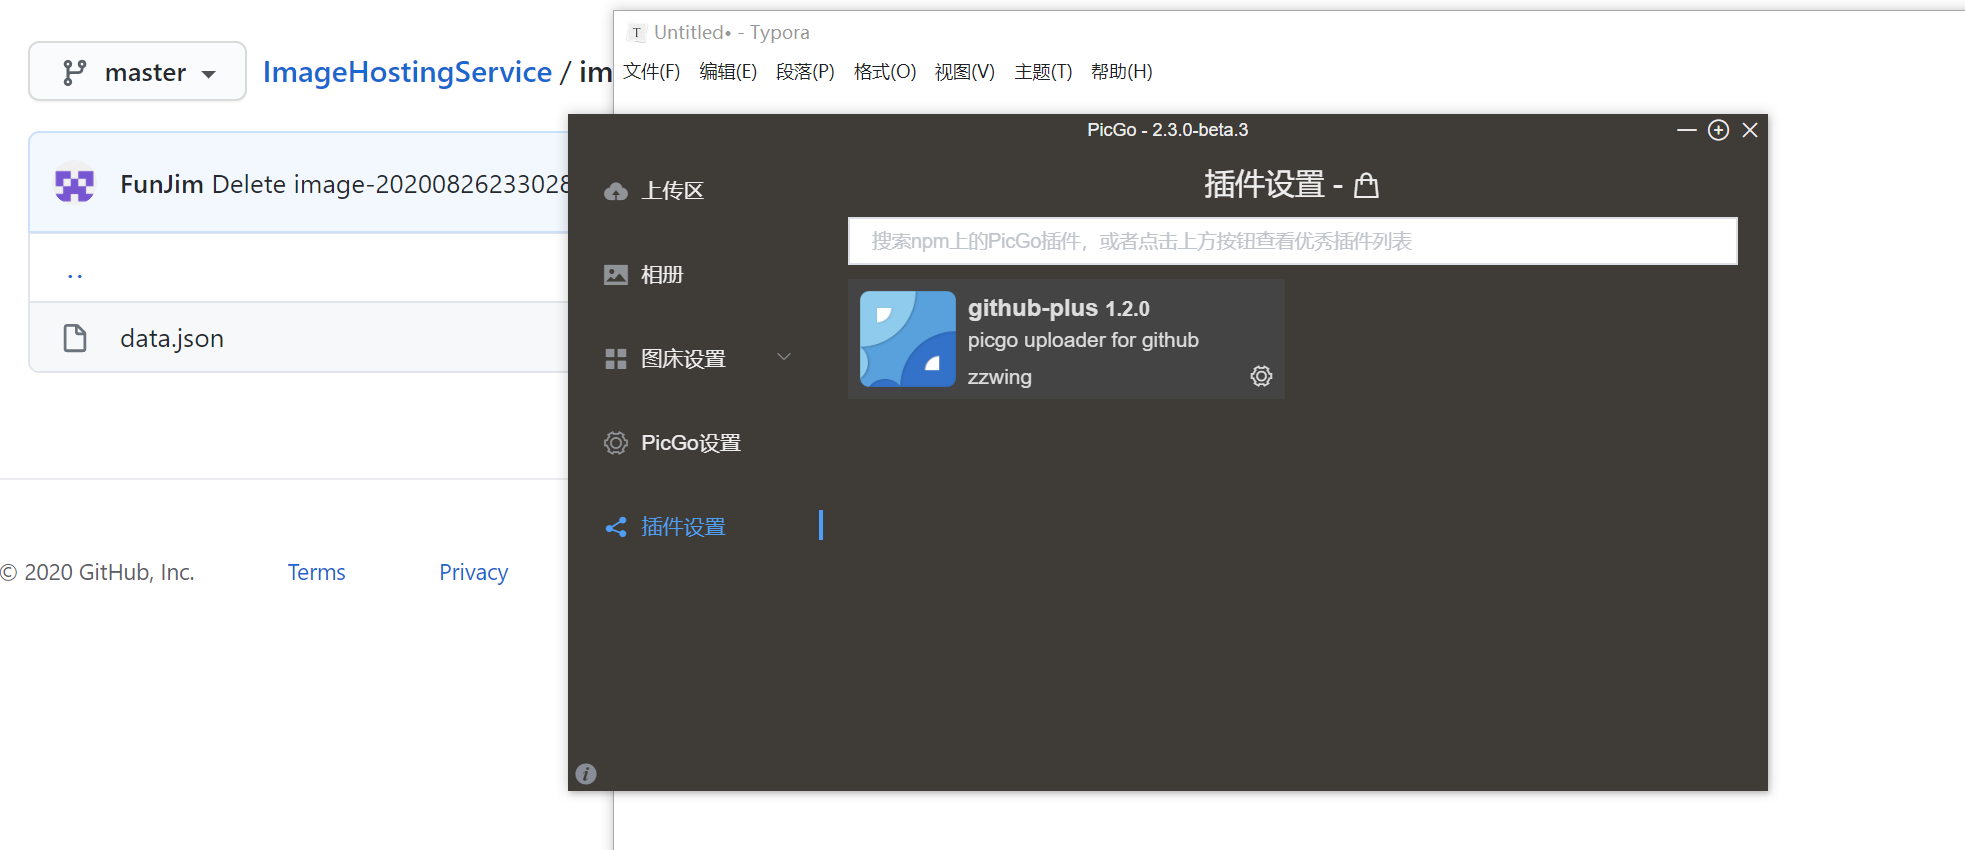 master
ImageHostingService / im
FunJim Delete image-20200826233028
..
data.json
© 2020 GitHub, Inc.
Terms
Privacy
T
Untitled• - Typora
文件(F) 编辑(E) 段落(P) 格式(O) 视图(V) 主题(T) 帮助(H)
PicGo - 2.3.0-beta.3
上传区
相册
图床设置
PicGo设置
插件设置
插件设置 -
搜索npm上的PicGo插件，或者点击上方按钮查看优秀插件列表
github-plus 1.2.0
picgo uploader for github
zzwing
i